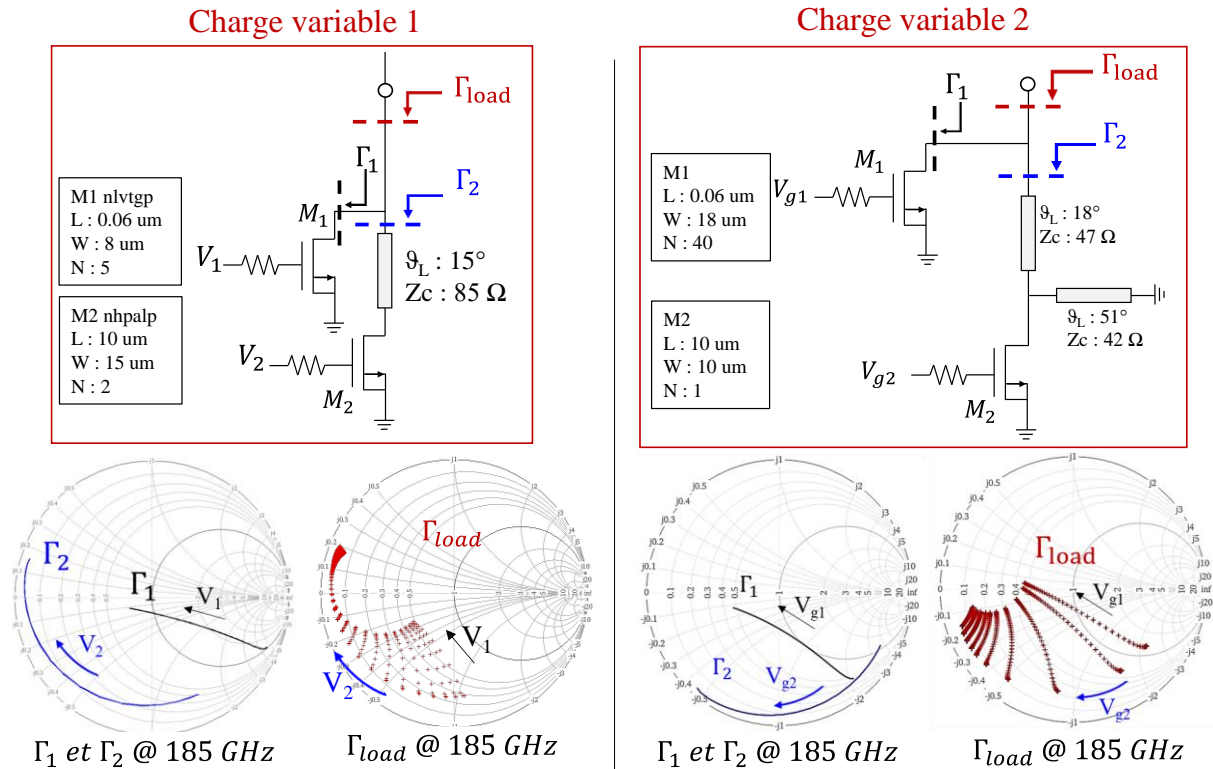 Charge variable 1
Γload
Γ1
Γ2
M1 nlvtgp
L : 0.06 um
W : 8 um
N : 5
M1
V1
ϑL : 15°
Zc : 85 Ω
M2 nhpalp
L : 10 um
W : 15 um
N : 2
V2
M2
Γ2
Γ1
V1
V2
Γload
V1
V2
Γ1 et Γ2 @ 185 GHz
Γload @ 185 GHz
Charge variable 2
Γload
Γ1
Γ2
M1
L : 0.06 um
W : 18 um
N : 40
M1
Vg1
ϑL : 18°
Zc : 47 Ω
ϑL : 51°
Zc : 42 Ω
M2
L : 10 um
W : 10 um
N : 1
Vg2
M2
Γ1
Vg1
Γ2
Vg2
Γload
Vg1
Vg2
Γ1 et Γ2 @ 185 GHz
Γload @ 185 GHz